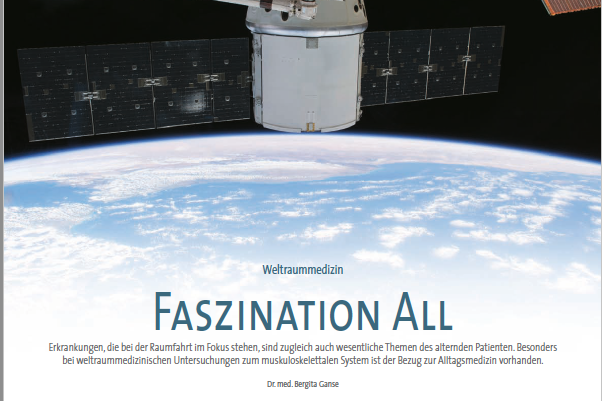 Weltraummedizin
Faszination All
Erkrankungen, die bei der Raumfahrt im Fokus stehen, sind zugleich auch wesentliche Themen des alternden Patienten. Besonders
bei weltraummedizinischen Untersuchungen zum muskuloskelettalen System ist der Bezug zur Alltagsmedizin vorhanden.
Dr. med. Bergita Ganse